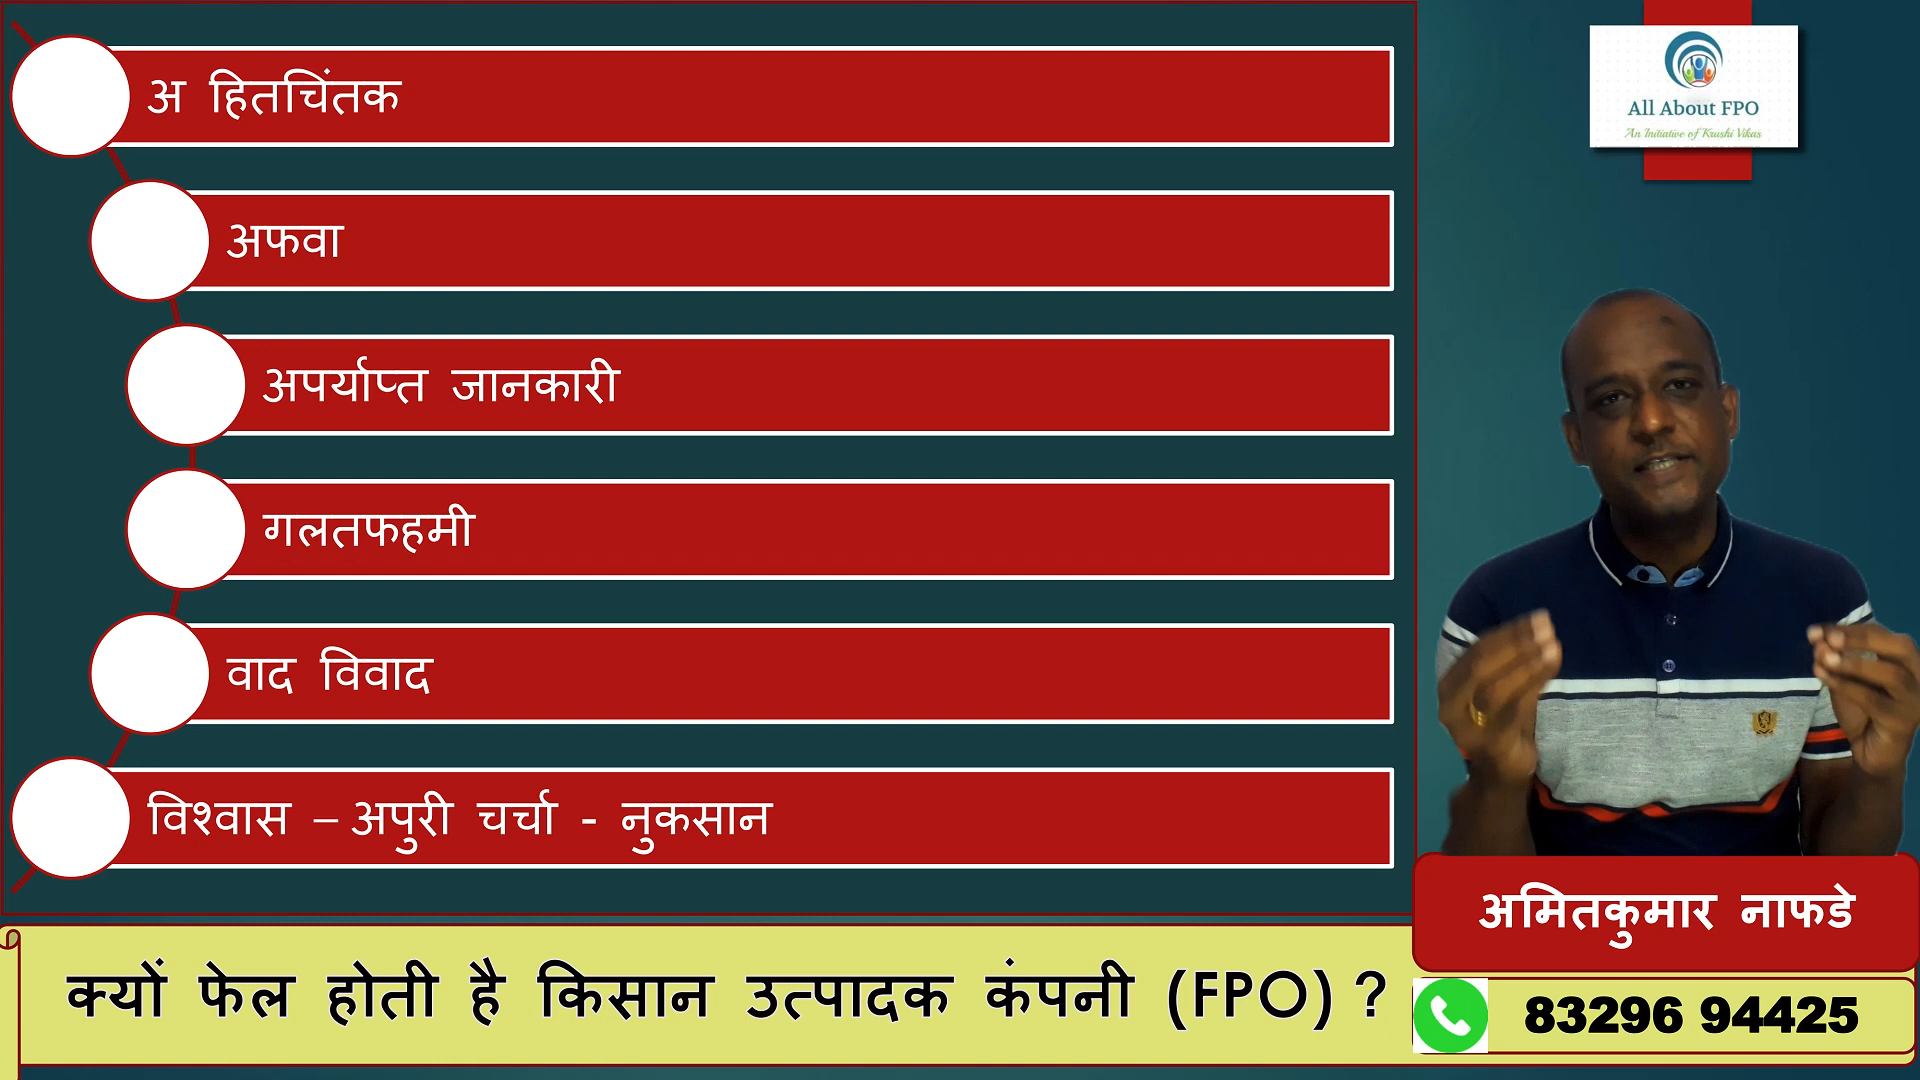 अ हितचिंतक
अफवा
अपर्याप्त जानकारी
गलतफहमी
वाद विवाद
विश्वास – अपुरी चर्चा - नुकसान
All About FPO
An Initiative of Krushi Vikas
अमितकुमार नाफडे
क्यों फेल होती है किसान उत्पादक कंपनी (FPO) ?
83296 94425